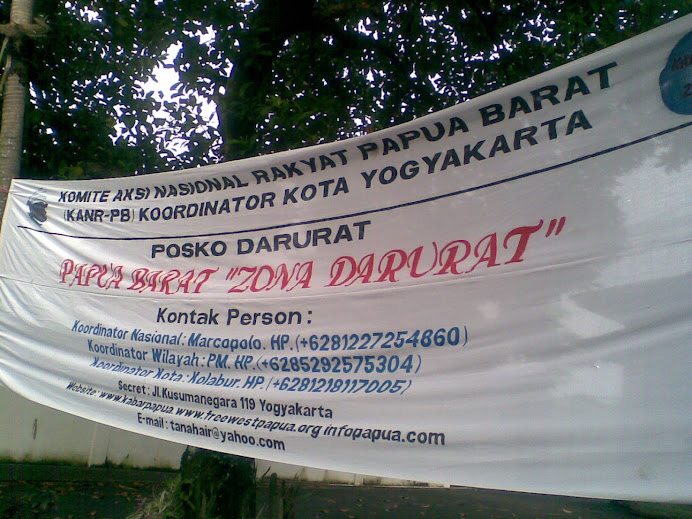 KOMITE AKSI NASIONAL RAKYAT PAPUA BARAT
(KANR-PB) KOORDINATOR KOTA YOGYAKARTA
POSKO DARURAT
PAPUA BARAT "ZONA DARURAT"
Kontak Person :
Koordinator Nasional : Marcopolo. HP. (+6281227254860)
Koordinator Wilayah : PM. HP. (+6285292575304)
Koordinator Kota : Kolabur. HP. (+6281218117005)
Secret : Jl.Kusumanegara 119 Yogyakarta
Website : www.kabarpapua www.freewestpapua.org infopapua.com
E-mail : tanahair@yahoo.com